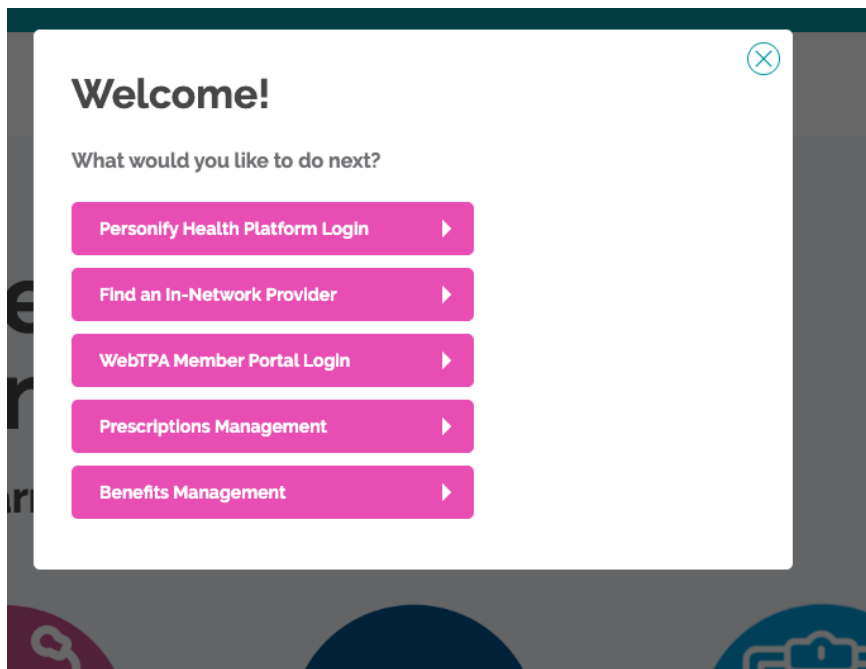 Welcome!
What would you like to do next?
Personify Health Platform Login
Find an In-Network Provider
WebTPA Member Portal Login
Prescriptions Management
Benefits Management